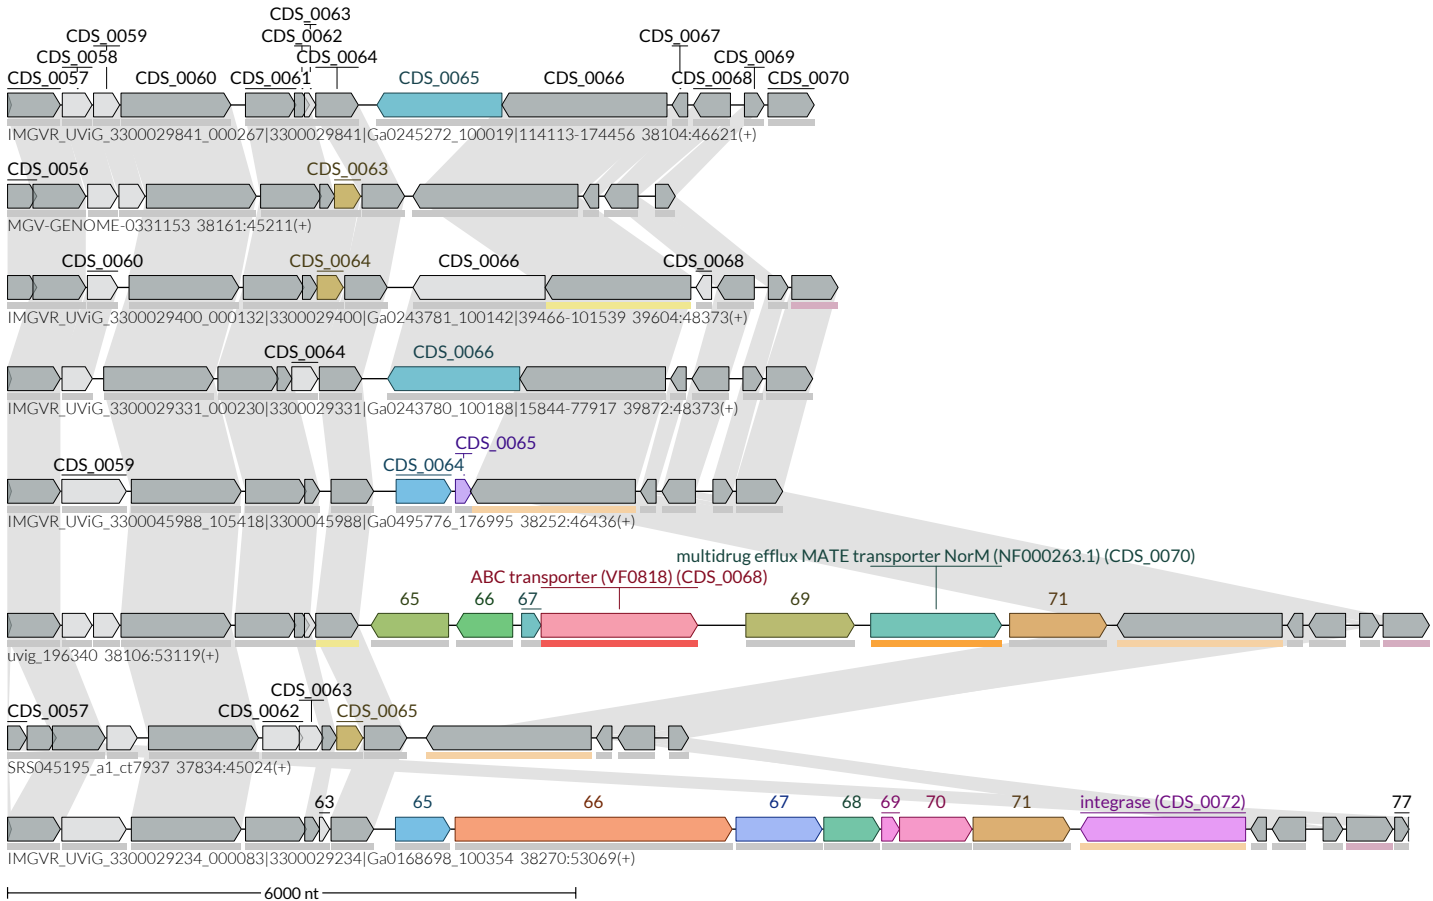 CDS_0063
CDS_0059 CDS_0062
CDS_0058 CDS_0064 CDS_0067 CDS_0069
CDS_0057 CDS_0060 CDS_0061 CDS_0065 CDS_0066 CDS_0068 CDS_0070
IMGVR_UViG_3300029841_000267|3300029841|Ga0245272_100019|114113-174456 38104:46621(+)
CDS_0056 CDS_0063
MGV-GENOME-0331153 38161:45211(+)
CDS_0060 CDS_0064 CDS_0066 CDS_0068
IMGVR_UViG_3300029400_000132|3300029400|Ga0243781_100142|39466-101539 39604:48373(+)
CDS_0064 CDS_0066
IMGVR_UViG_3300029331_000230|3300029331|Ga0243780_100188|15844-77917 39872:48373(+)
CDS_0065
CDS_0059 CDS_0064
IMGVR_UViG_3300045988_105418|3300045988|Ga0495776_176995 38252:46436(+)
multidrug efflux MATE transporter NorM (NF000263.1) (CDS_0070)
ABC transporter (VF0818) (CDS_0068)
65 66 67 69 71
uvig_196340 38106:53119(+)
CDS_0063
CDS_0057 CDS_0062 CDS_0065
SRS045195_a1_ct7937 37834:45024(+)
63 65 66 67 68 69 70 71 integrase (CDS_0072) 77
IMGVR_UViG_3300029234_000083|3300029234|Ga0168698_100354 38270:53069(+)
6000 nt